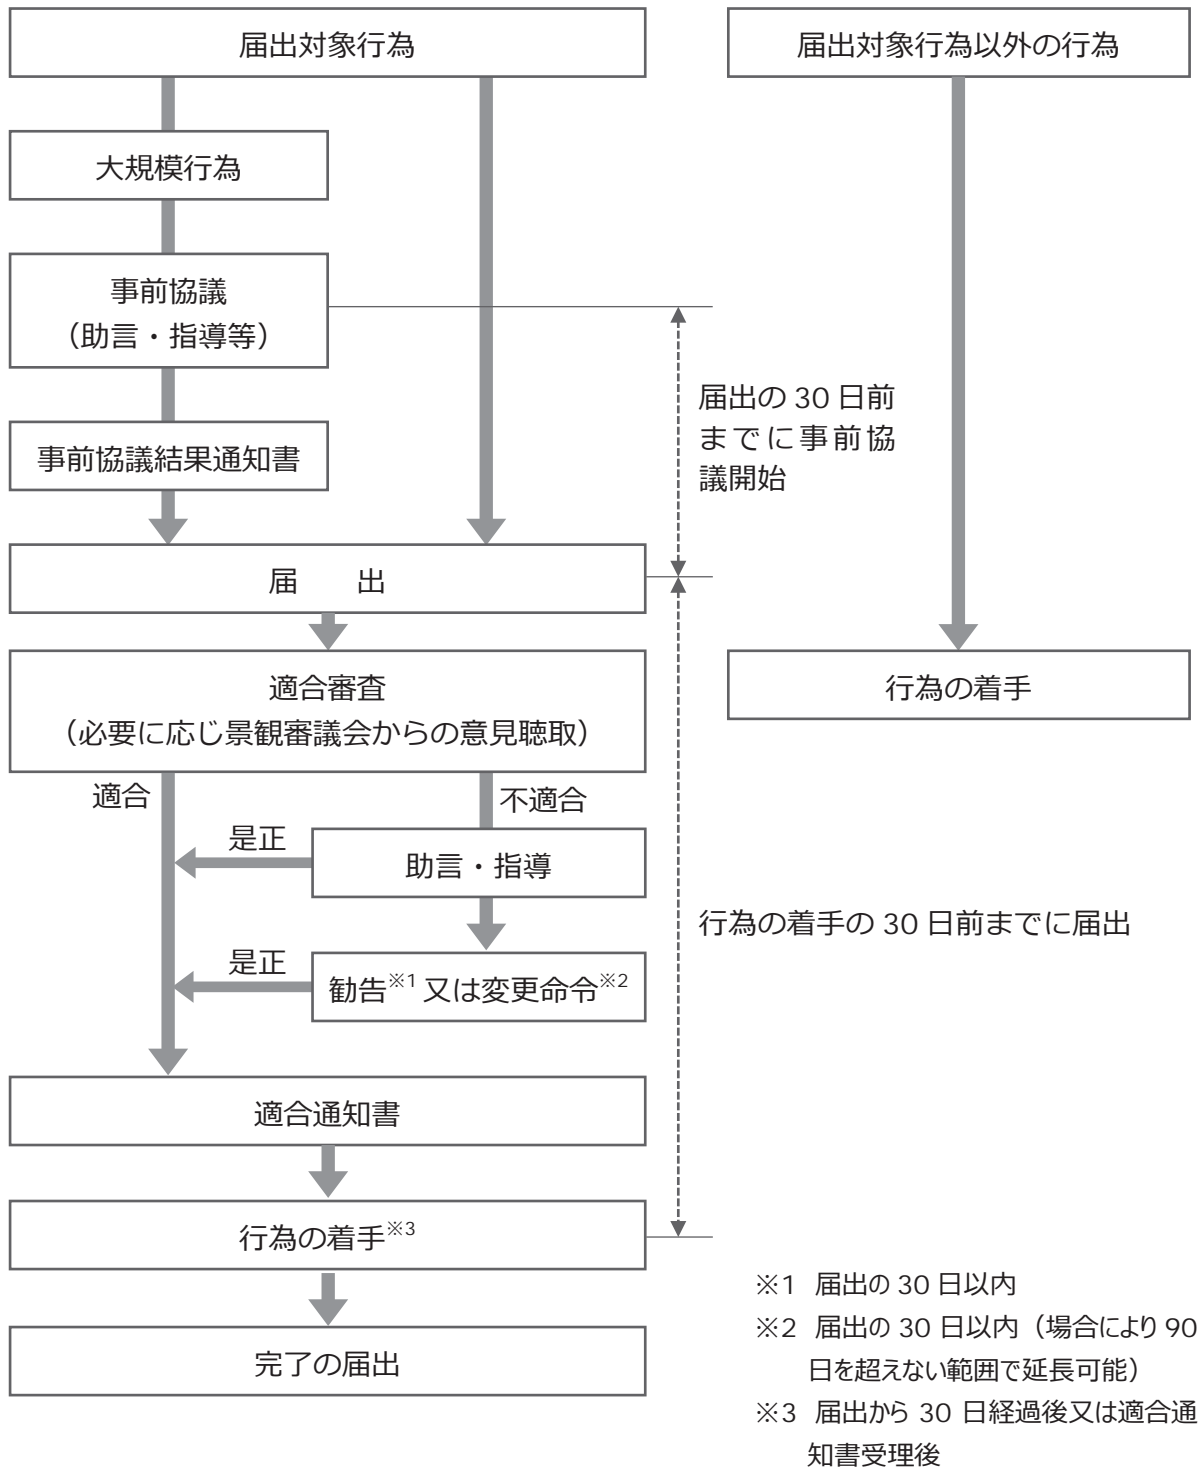 届出対象行為
届出対象行為以外の行為
大規模行為
事前協議
（助言・指導等）
届出の 30 日前
までに事前協
議開始
事前協議結果通知書
届　　出
適合審査
（必要に応じ景観審議会からの意見聴取）
行為の着手
適合
不適合
是正
助言・指導
行為の着手の 30 日前までに届出
是正
勧告※1 又は変更命令※2
適合通知書
行為の着手※3
完了の届出
※1 届出の 30 日以内
※2 届出の 30 日以内（場合により 90
日を超えない範囲で延長可能）
※3 届出から 30 日経過後又は適合通
知書受理後